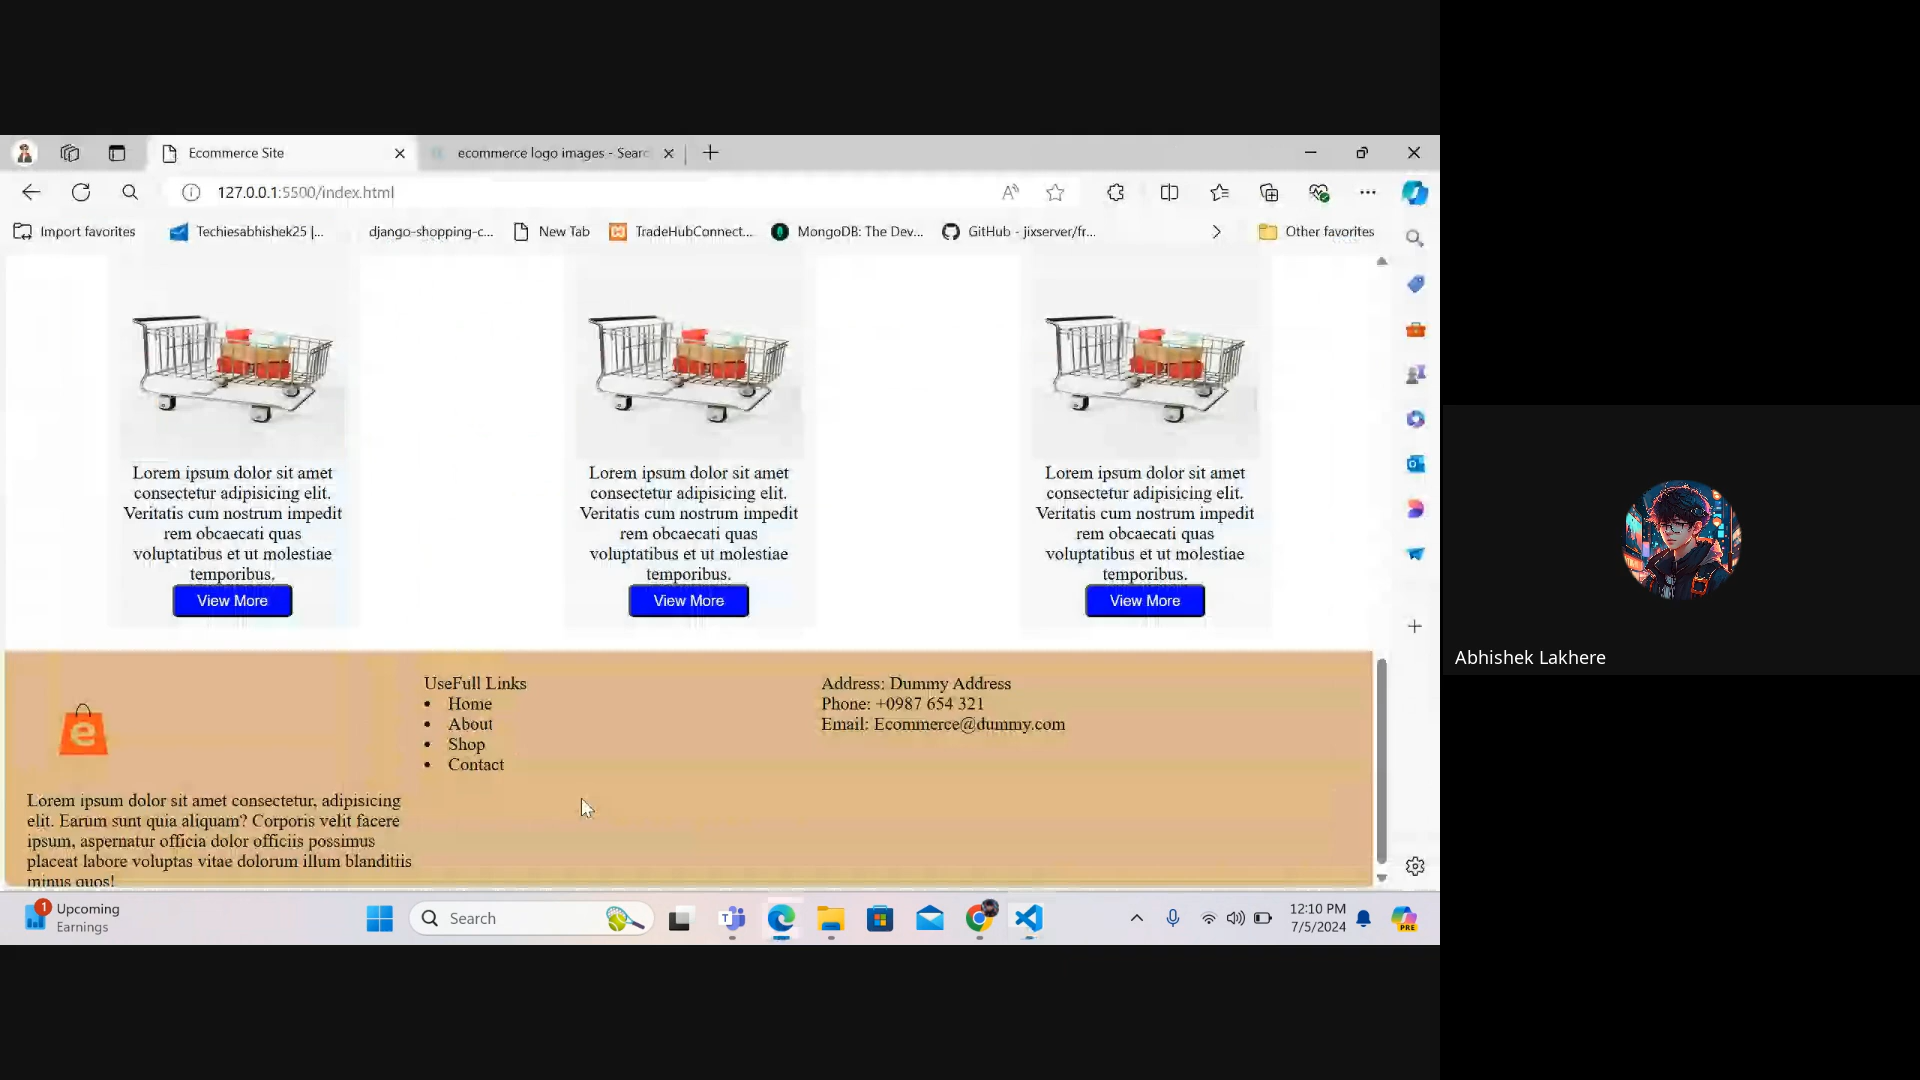 Ecommerce Site
ecommerce logo images - Sear
127.0.0.1:5500/index.html
Import favorites
Techiesabhishek25 |...
django-shopping-c...
New Tab
TradeHubConnect...
MongoDB: The Dev...
GitHub - jixserver/fr...
Other favorites
Lorem ipsum dolor sit amet
consectetur adipisicing elit.
Veritatis cum nostrum impedit
rem obcaecati quas
voluptatibus et ut molestiae
temporibus.
View More
Lorem ipsum dolor sit amet
consectetur adipisicing elit.
Veritatis cum nostrum impedit
rem obcaecati quas
voluptatibus et ut molestiae
temporibus.
View More
Lorem ipsum dolor sit amet
consectetur adipisicing elit.
Veritatis cum nostrum impedit
rem obcaecati quas
voluptatibus et ut molestiae
temporibus.
View More
e
Lorem ipsum dolor sit amet consectetur, adipisicing
elit. Earum sunt quia aliquam? Corporis velit facere
ipsum, aspernatur officia dolor officiis possimus
placeat labore voluptas vitae dolorum illum blanditiis
minus quos!
UseFull Links
• Home
• About
• Shop
• Contact
Address: Dummy Address
Phone: +0987 654 321
Email: Ecommerce@dummy.com
1
Upcoming
Earnings
Search
12:10 PM
7/5/2024
PRE
Abhishek Lakhere